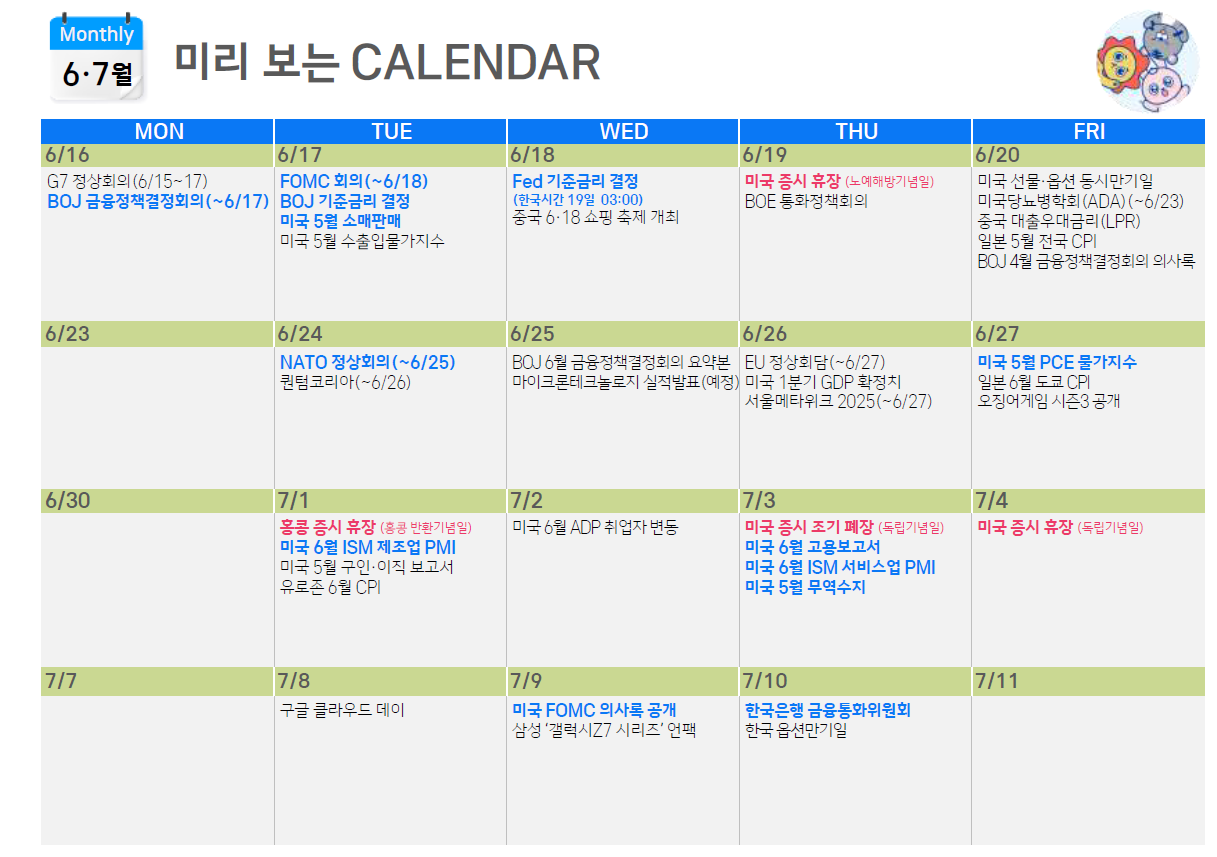 Monthly
6·7월
미리 보는 CALENDAR
MON
TUE
WED
THU
FRI
6/16
G7 정상회의(6/15~17)
BOJ 금융정책결정회의(~6/17)
6/17
FOMC 회의(~6/18)
BOJ 기준금리 결정
미국 5월 소매판매
미국 5월 수출입물가지수
6/18
Fed 기준금리 결정
(한국시간 19일 03:00)
중국 6·18 쇼핑 축제 개최
6/19
미국 증시 휴장 (노예해방기념일)
BOE 통화정책회의
6/20
미국 선물·옵션 동시만기일
미국당뇨병학회(ADA)(~6/23)
중국 대출우대금리(LPR)
일본 5월 전국 CPI
BOJ 4월 금융정책결정회의 의사록
6/23
6/24
NATO 정상회의(~6/25)
퀀텀코리아(~6/26)
6/25
BOJ 6월 금융정책결정회의 요약본
마이크론테크놀로지 실적발표(예정)
6/26
EU 정상회담(~6/27)
미국 1분기 GDP 확정치
서울메타위크 2025(~6/27)
6/27
미국 5월 PCE 물가지수
일본 6월 도쿄 CPI
오징어게임 시즌3 공개
6/30
7/1
홍콩 증시 휴장 (홍콩 반환기념일)
미국 6월 ISM 제조업 PMI
미국 5월 구인·이직 보고서
유로존 6월 CPI
7/2
미국 6월 ADP 취업자 변동
7/3
미국 증시 조기 폐장 (독립기념일)
미국 6월 고용보고서
미국 6월 ISM 서비스업 PMI
미국 5월 무역수지
7/4
미국 증시 휴장 (독립기념일)
7/7
7/8
구글 클라우드 데이
7/9
미국 FOMC 의사록 공개
삼성 ‘갤럭시Z7 시리즈’ 언팩
7/10
한국은행 금융통화위원회
한국 옵션만기일
7/11